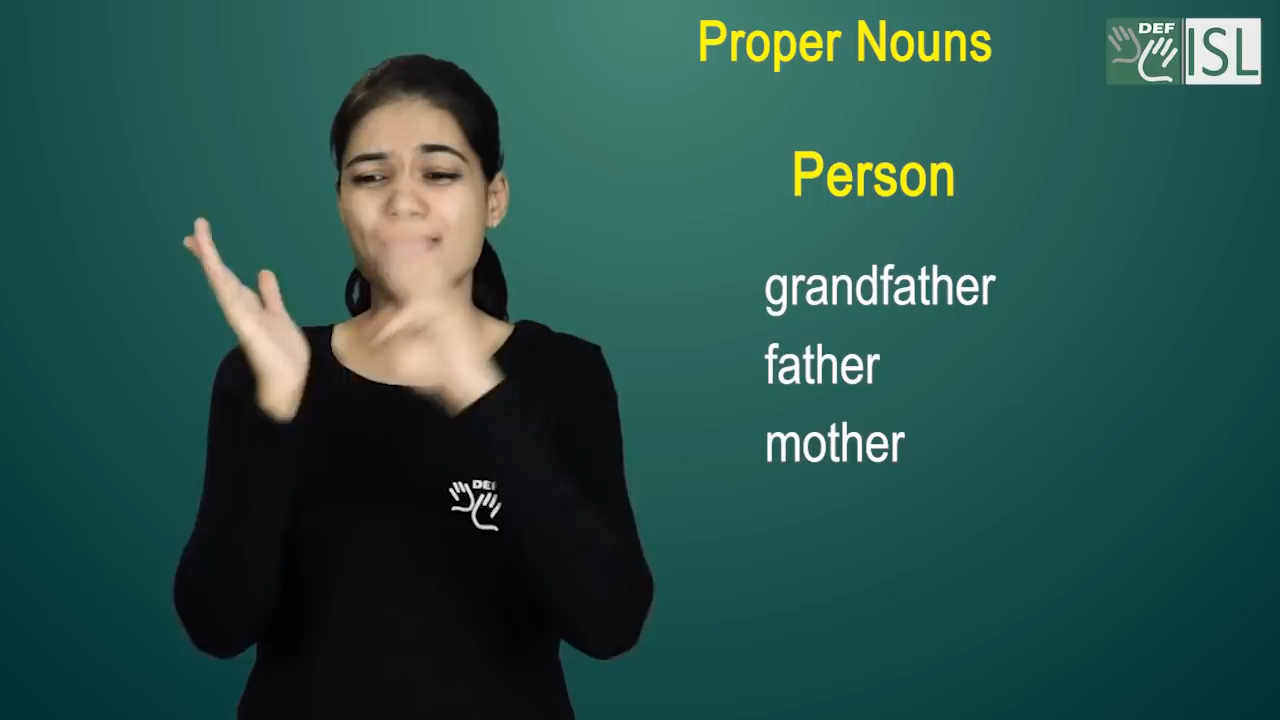 Proper Nouns
DEF
ISL
Person
grandfather
father
mother
DEF